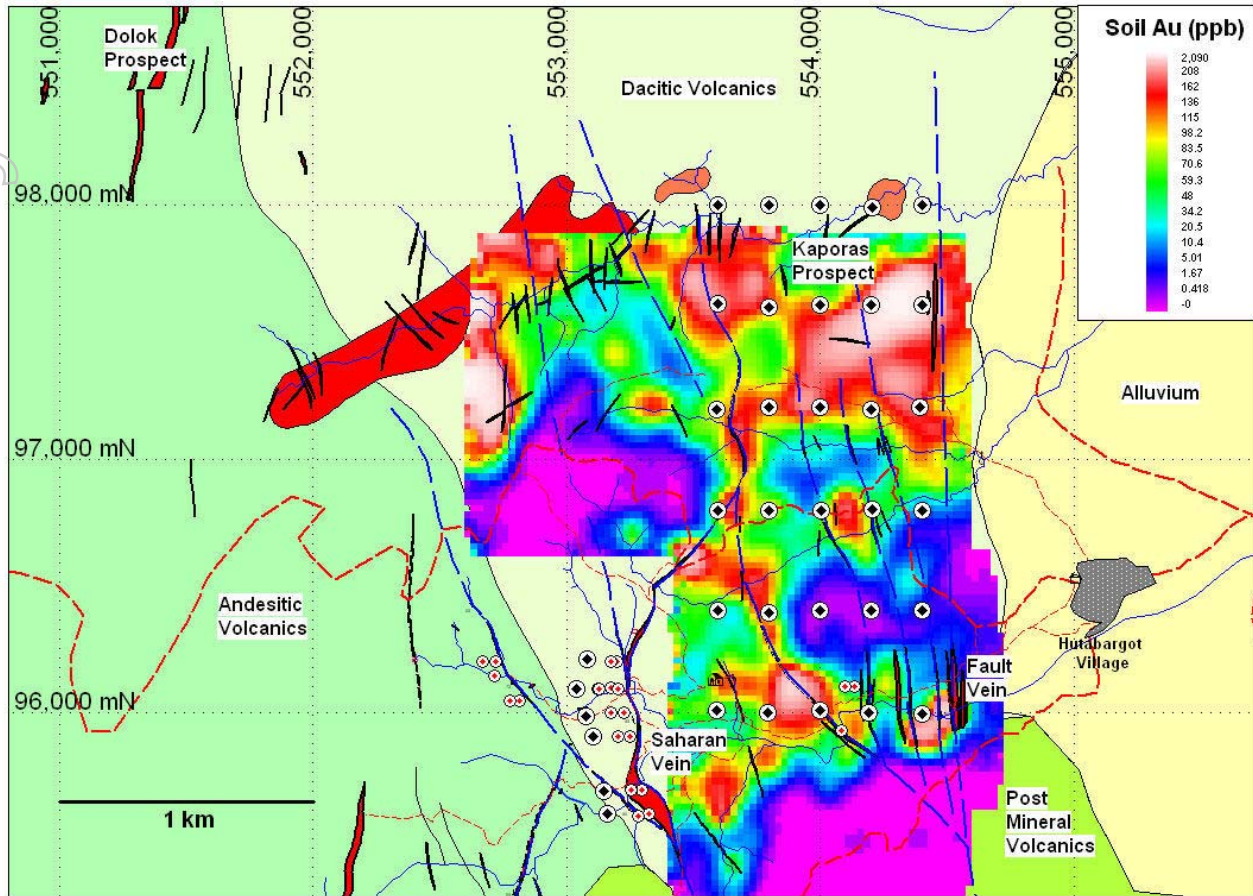 551,000
552,000
553,000
554,000
555,000
Dolok
Prospect
Dacitic Volcanics
Soil Au (ppb)
2,090
208
162
136
115
98.2
83.5
70.6
59.3
48
34.2
20.5
10.4
5.01
1.67
0.418
-0
98,000 mN
Kaporas
Prospect
Alluvium
97,000 mN
Andesitic
Volcanics
Hutabargot
Village
Fault
Vein
96,000 mN
Saharan
Vein
1 km
Post
Mineral
Volcanics